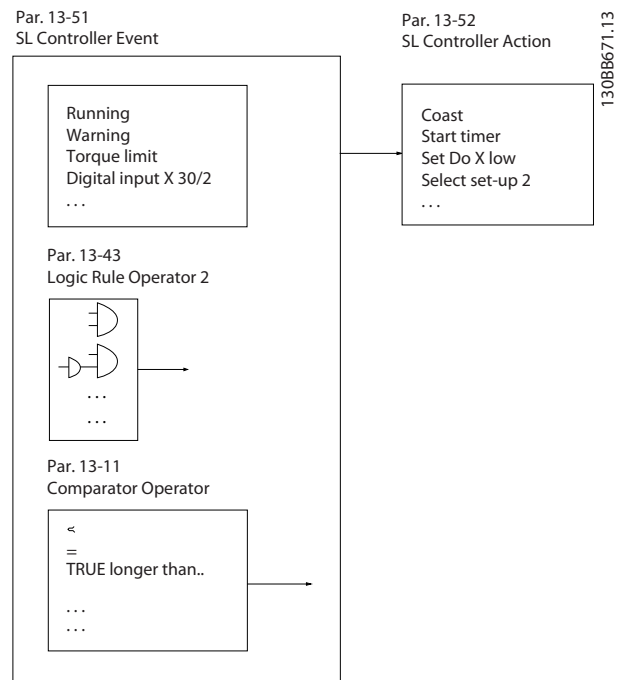 Par. 13-51
SL Controller Event
Par. 13-52
SL Controller Action
130BB671.13
Running
Warning
Torque limit
Digital input X 30/2
. . .
Coast
Start timer
Set Do X low
Select set-up 2
. . .
Par. 13-43
Logic Rule Operator 2
. . .
. . .
Par. 13-11
Comparator Operator
=
TRUE longer than..
. . .
. . .